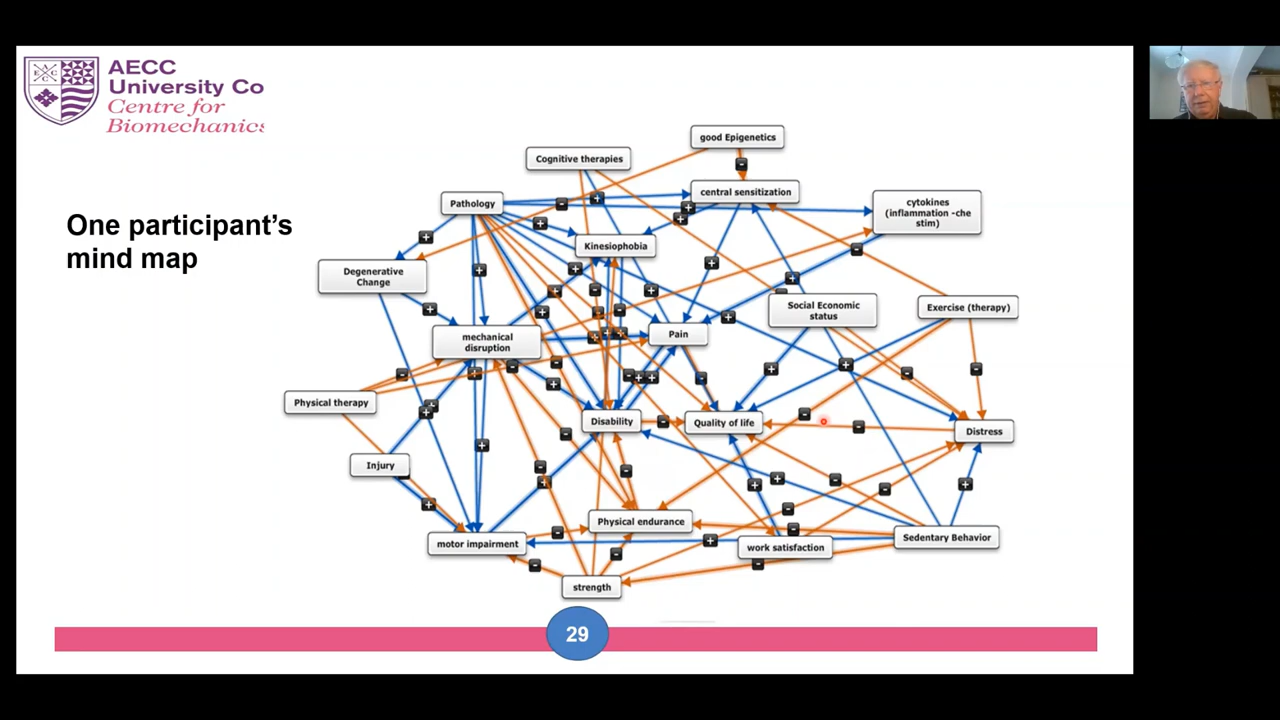 AECC
University Co
Centre for
Biomechanics
One participant's
mind map
good Epigenetics
Cognitive therapies
central sensitization
Pathology
cytokines
(inflammation -che
stim)
Kinesiophobia
Degenerative
Change
Social Economic
status
Exercise (therapy)
mechanical
disruption
Pain
Physical therapy
Disability
Quality of life
Distress
Injury
Physical endurance
motor impairment
work satisfaction
Sedentary Behavior
strength
29